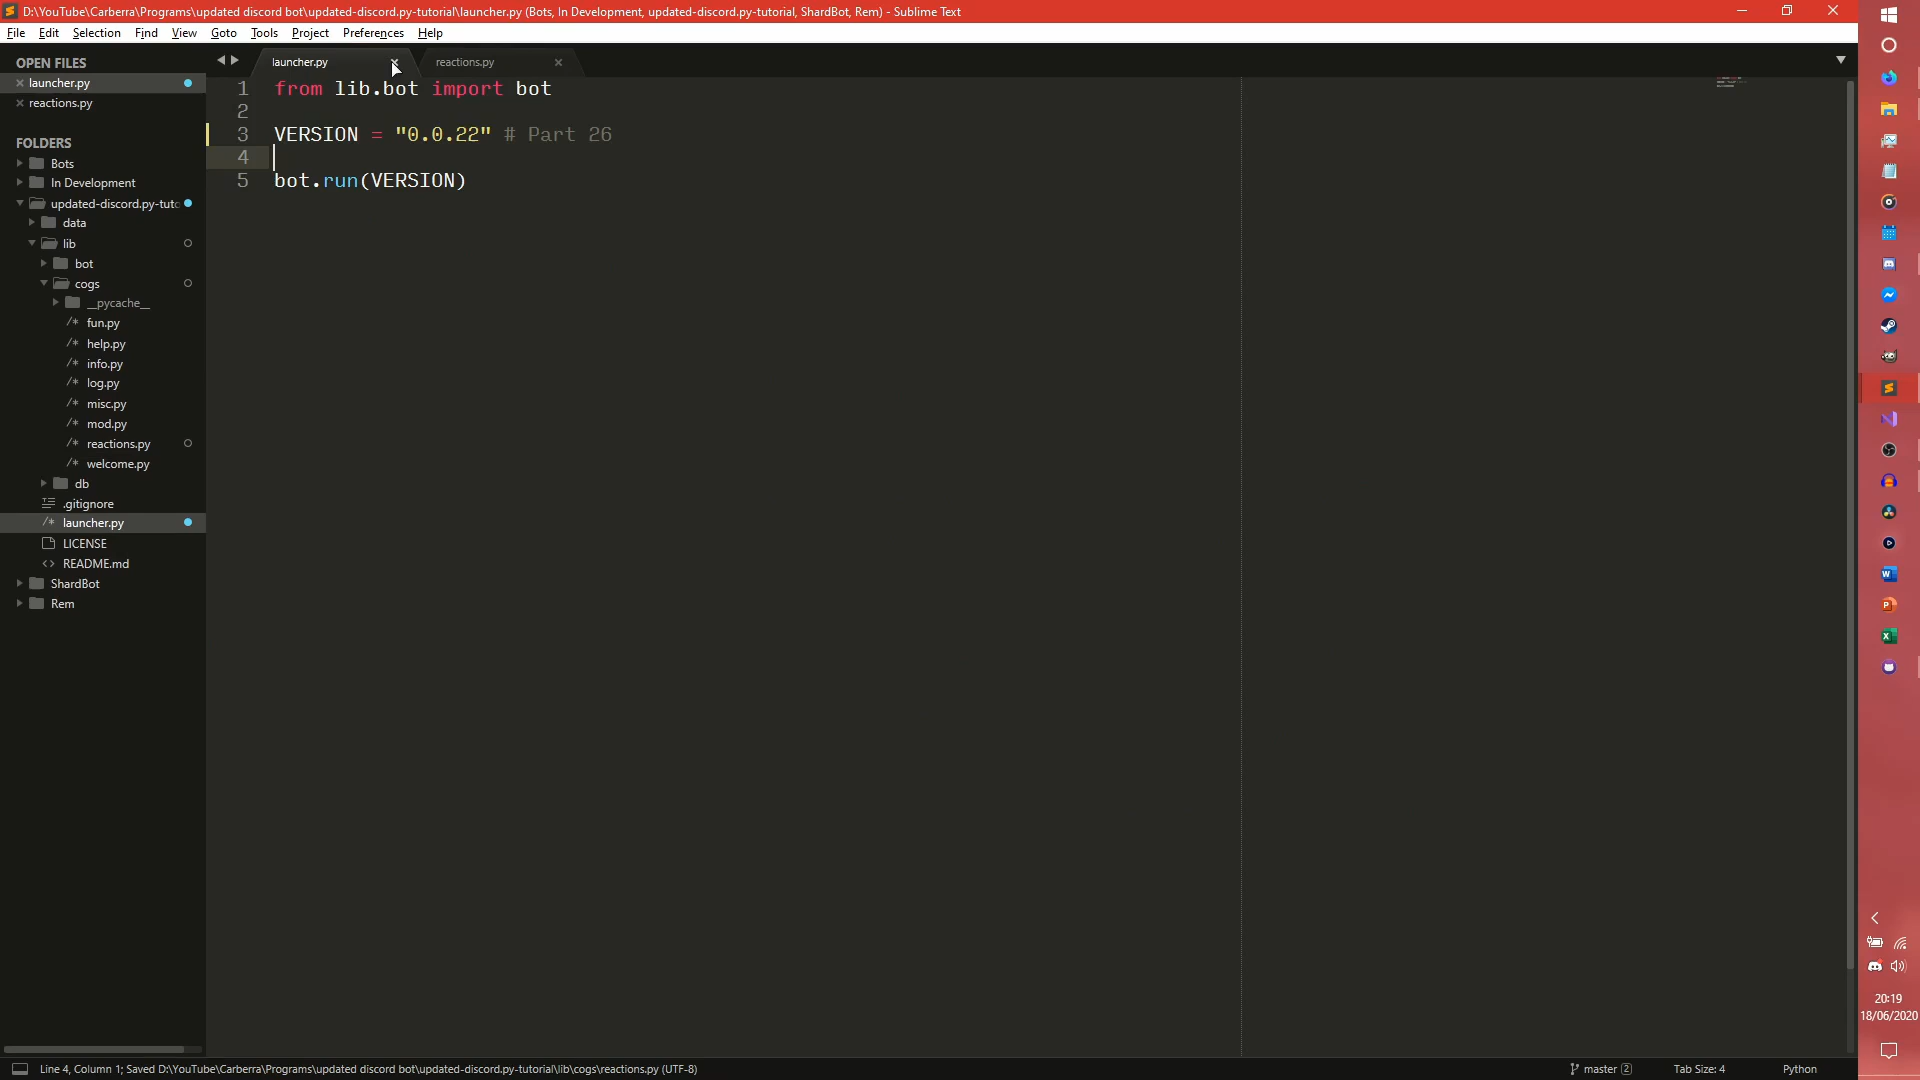 D:\YouTube\Carberra\Programs\updated discord bot\updated-discord.py-tutorial\launcher.py (Bots, In Development, updated-discord.py-tutorial, ShardBot, Rem) - Sublime Text
File Edit Selection Find View Goto Tools Project Preferences Help
OPEN FILES
launcher.py
reactions.py
FOLDERS
Bots
In Development
updated-discord.py-tuto
data
lib
bot
cogs
__pycache__
fun.py
help.py
info.py
log.py
misc.py
mod.py
reactions.py
welcome.py
db
.gitignore
launcher.py
LICENSE
README.md
ShardBot
Rem
launcher.py reactions.py
1 from lib.bot import bot
2
3 VERSION = "0.0.22" # Part 26
4
5 bot.run(VERSION)
20:19
18/06/2020
Line 4, Column 1; Saved D:\YouTube\Carberra\Programs\updated discord bot\updated-discord.py-tutorial\lib\cogs\reactions.py (UTF-8) master 2 Tab Size: 4 Python